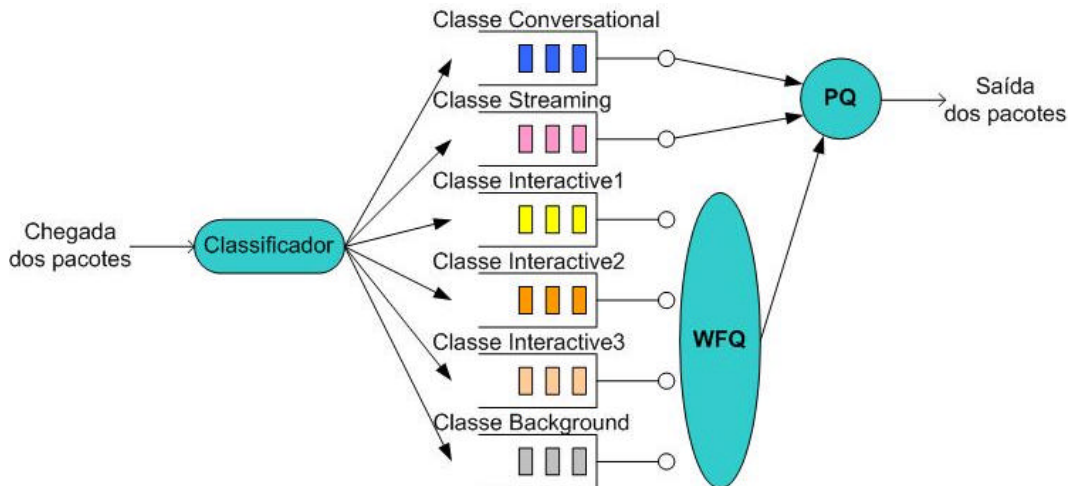 Classe Conversational
Classe Streaming
Classe Interactive1
Classe Interactive2
Classe Interactive3
Classe Background
Chegada
dos pacotes
Classificador
WFQ
PQ
Saída
dos pacotes